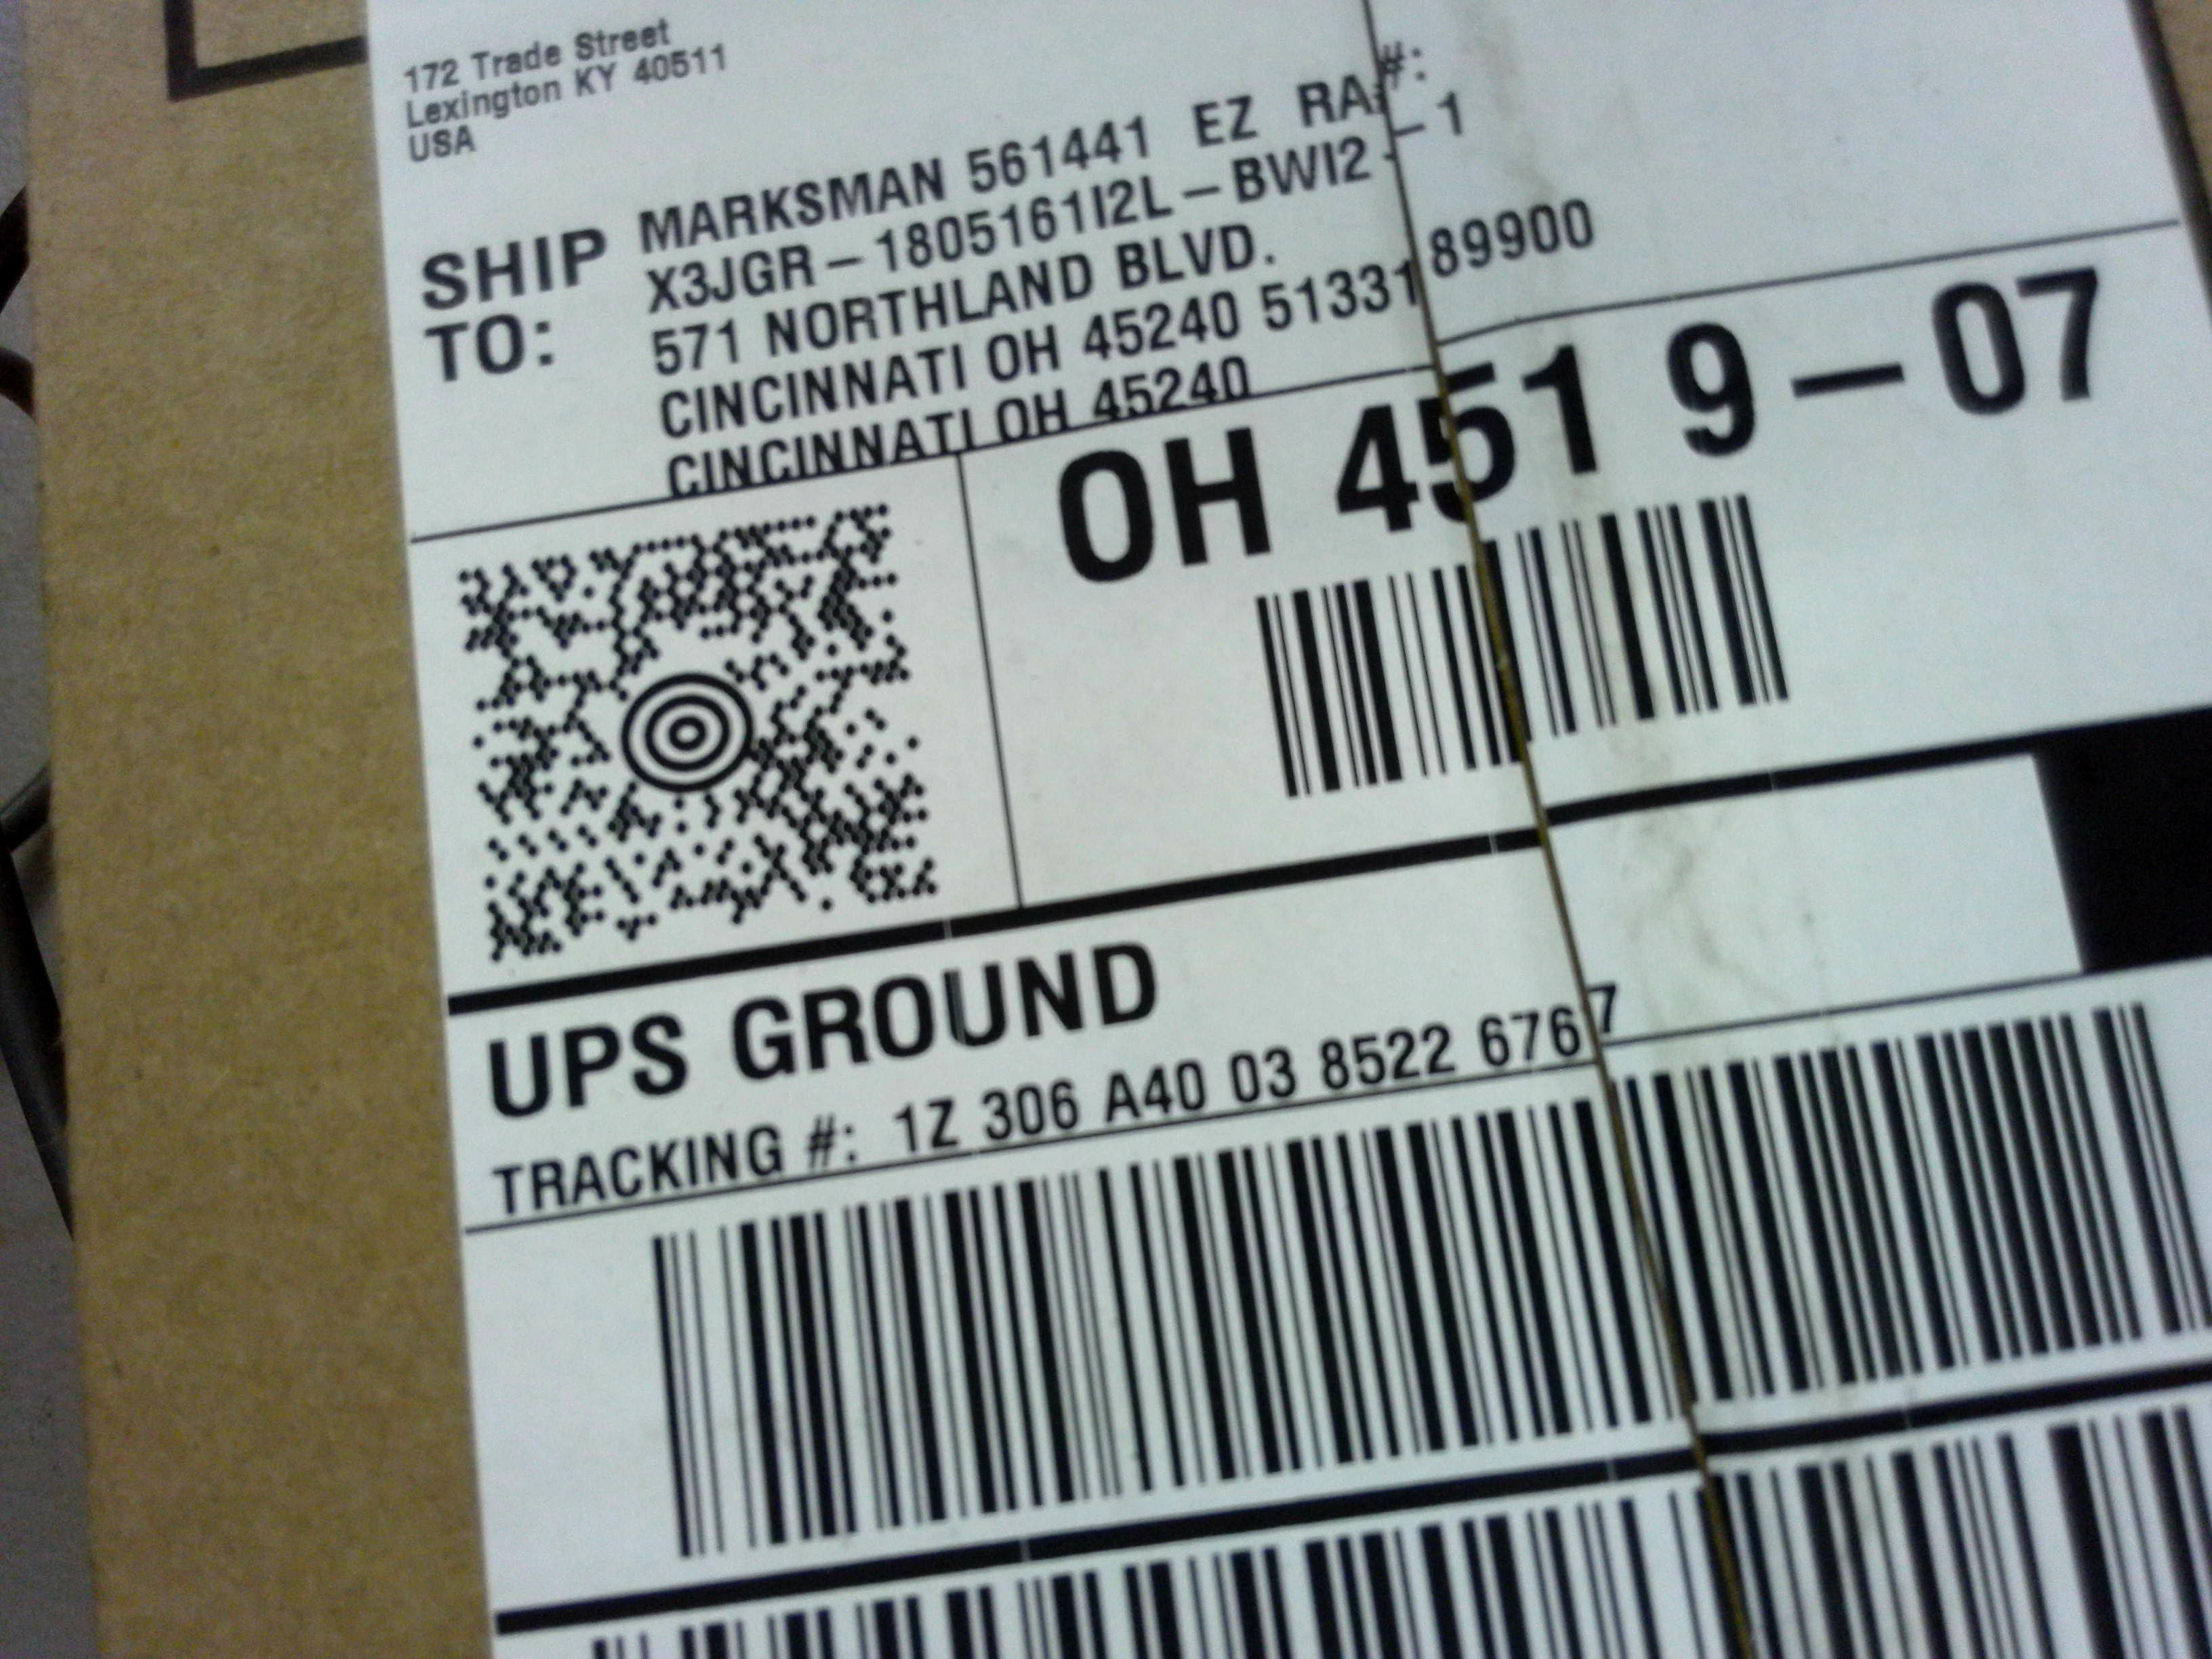 172 Trade Street
Lexington KY 40511
USA
SHIP TO:
MARKSMAN 561441 EZ RA#:
X3JGR-1805161I2L-BWI2--1
571 NORTHLAND BLVD.
CINCINNATI OH 45240 5133189900
CINCINNATI OH 45240
OH 451 9-07
UPS GROUND
TRACKING #: 1Z 306 A40 03 8522 6767